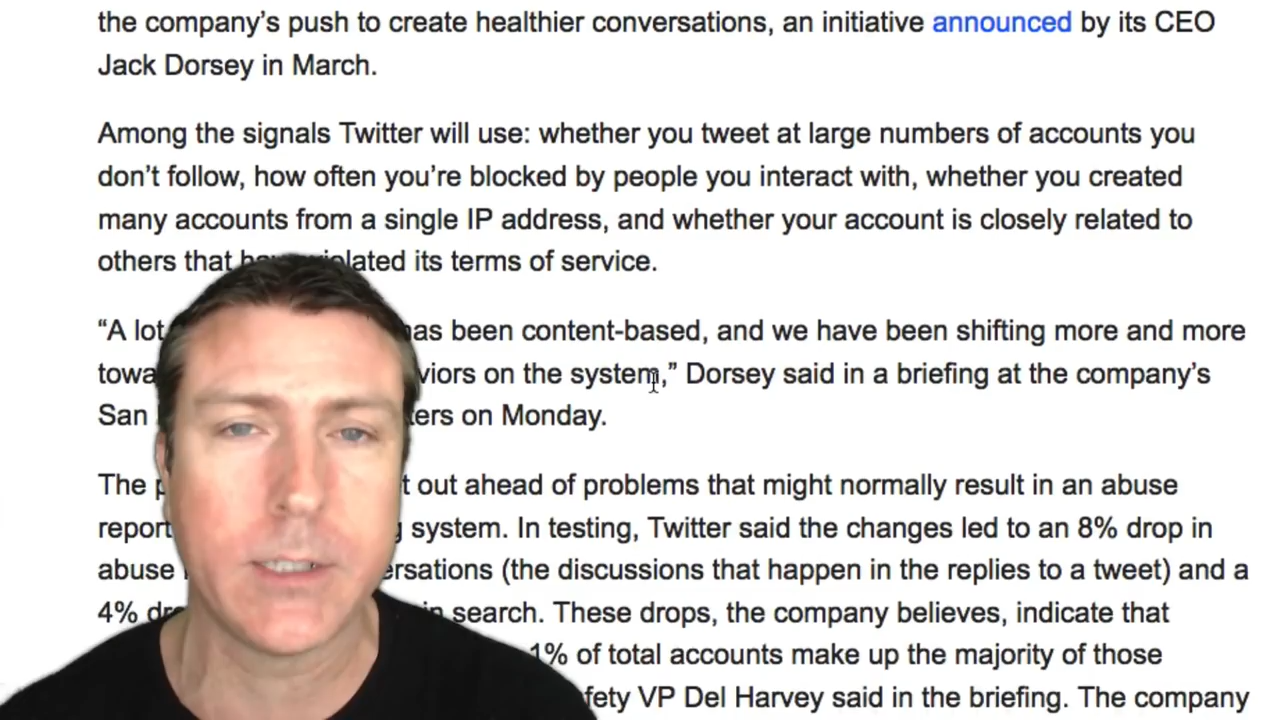 the company’s push to create healthier conversations, an initiative announced by its CEO
Jack Dorsey in March.
Among the signals Twitter will use: whether you tweet at large numbers of accounts you
don’t follow, how often you’re blocked by people you interact with, whether you created
many accounts from a single IP address, and whether your account is closely related to
others that have violated its terms of service.
“A lot has been content-based, and we have been shifting more and more
on the system,” Dorsey said in a briefing at the company’s
San on Monday.
The out ahead of problems that might normally result in an abuse
system. In testing, Twitter said the changes led to an 8% drop in
abuse (the discussions that happen in the replies to a tweet) and a
4% in search. These drops, the company believes, indicate that
1% of total accounts make up the majority of those
VP Del Harvey said in the briefing. The company